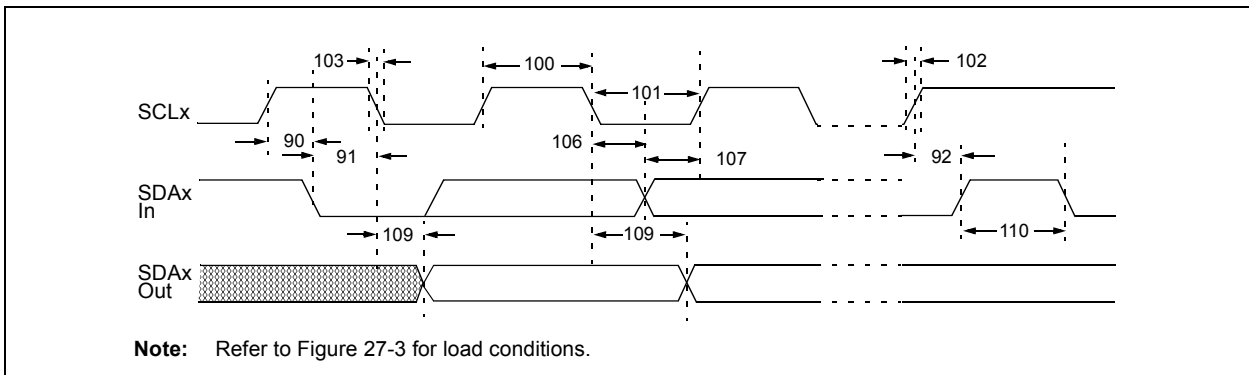 103
100
102
101
SCLx
90
91
106
107
92
SDAx
In
109
109
110
SDAx
Out
Note: Refer to Figure 27-3 for load conditions.